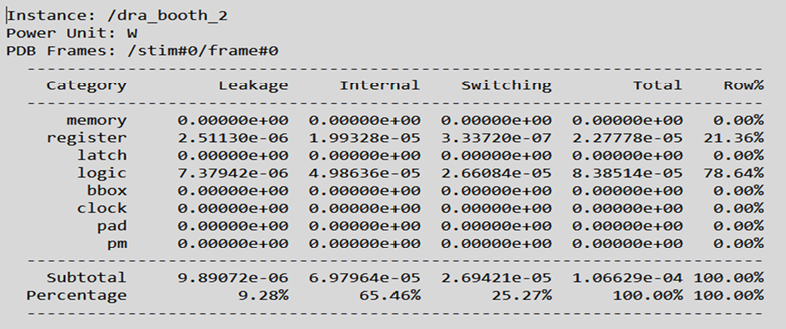 Instance: /dra_booth_2
Power Unit: W
PDB Frames: /stim#0/frame#0
Category Leakage Internal Switching Total Row%
memory 0.00000e+00 0.00000e+00 0.00000e+00 0.00000e+00 0.00%
register 2.51130e-06 1.99328e-05 3.33720e-07 2.27778e-05 21.36%
latch 0.00000e+00 0.00000e+00 0.00000e+00 0.00000e+00 0.00%
logic 7.37942e-06 4.98636e-05 2.66084e-05 8.38514e-05 78.64%
bbox 0.00000e+00 0.00000e+00 0.00000e+00 0.00000e+00 0.00%
clock 0.00000e+00 0.00000e+00 0.00000e+00 0.00000e+00 0.00%
pad 0.00000e+00 0.00000e+00 0.00000e+00 0.00000e+00 0.00%
pm 0.00000e+00 0.00000e+00 0.00000e+00 0.00000e+00 0.00%
Subtotal 9.89072e-06 6.97964e-05 2.69421e-05 1.06629e-04 100.00%
Percentage 9.28% 65.46% 25.27% 100.00% 100.00%